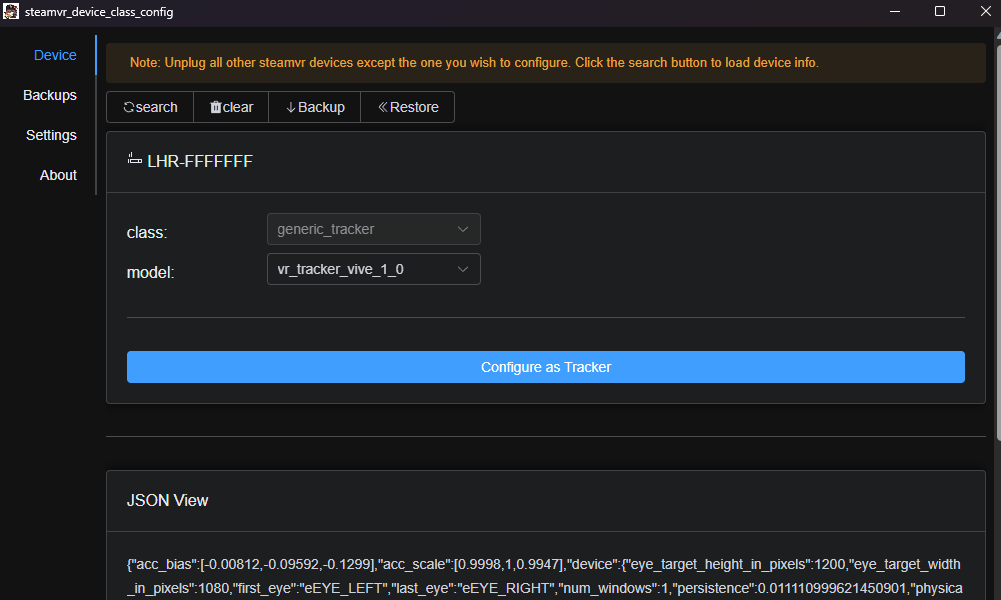 steamvr_device_class_config
Device
Backups
Settings
About
Note: Unplug all other steamvr devices except the one you wish to configure. Click the search button to load device info.
search clear Backup Restore
LHR-FFFFFFF
class: generic_tracker
model: vr_tracker_vive_1_0
Configure as Tracker
JSON View
{"acc_bias":[-0.00812,-0.09592,-0.1299],"acc_scale":[0.9998,1,0.9947],"device":{"eye_target_height_in_pixels":1200,"eye_target_width
_in_pixels":1080,"first_eye":"eEYE_LEFT","last_eye":"eEYE_RIGHT","num_windows":1,"persistence":0.011110999621450901,"physica